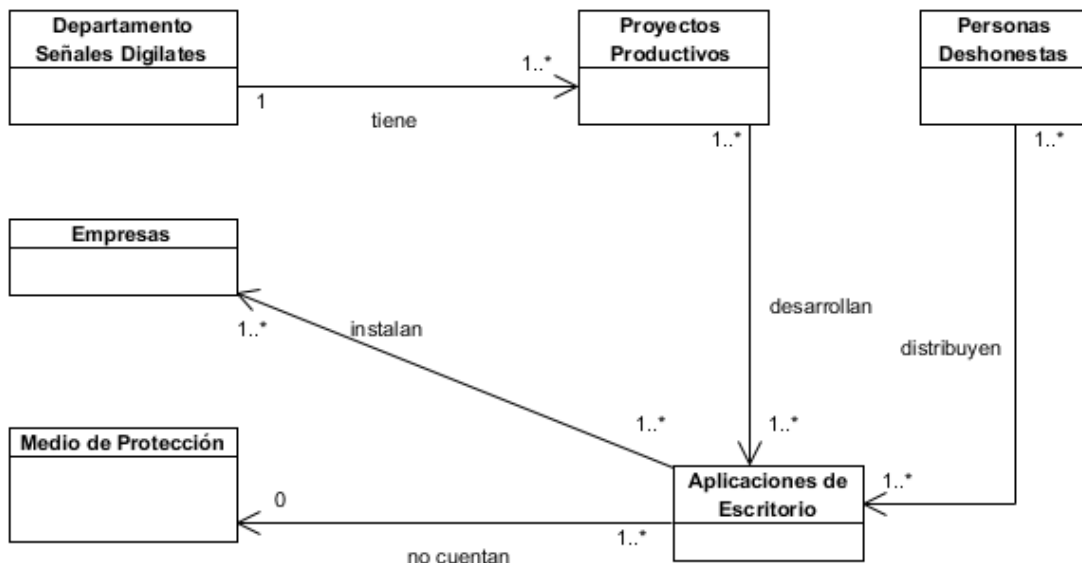 Departamento
Señales Digilates
Proyectos
Productivos
Personas
Deshonestas
1..*
1
tiene
1..*
1..*
Empresas
1..*
instalan
desarrollan
distribuyen
Medio de Protección
1..*
1..*
Aplicaciones de
Escritorio
1..*
0
1..*
no cuentan